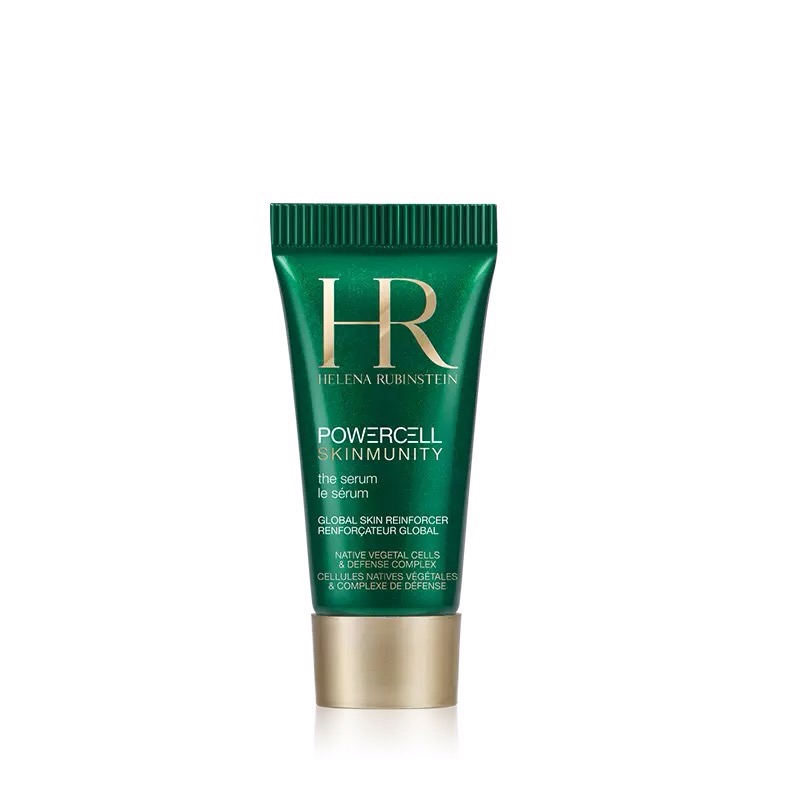 HR
HELENA RUBINSTEIN
POWERCELL
SKINMUNITY
the serum
le sérum
GLOBAL SKIN REINFORCER
RENFORÇATEUR GLOBAL
NATIVE VEGETAL CELLS
& DEFENSE COMPLEX
CELLULES NATIVES VÉGÉTALES
& COMPLEXE DE DÉFENSE